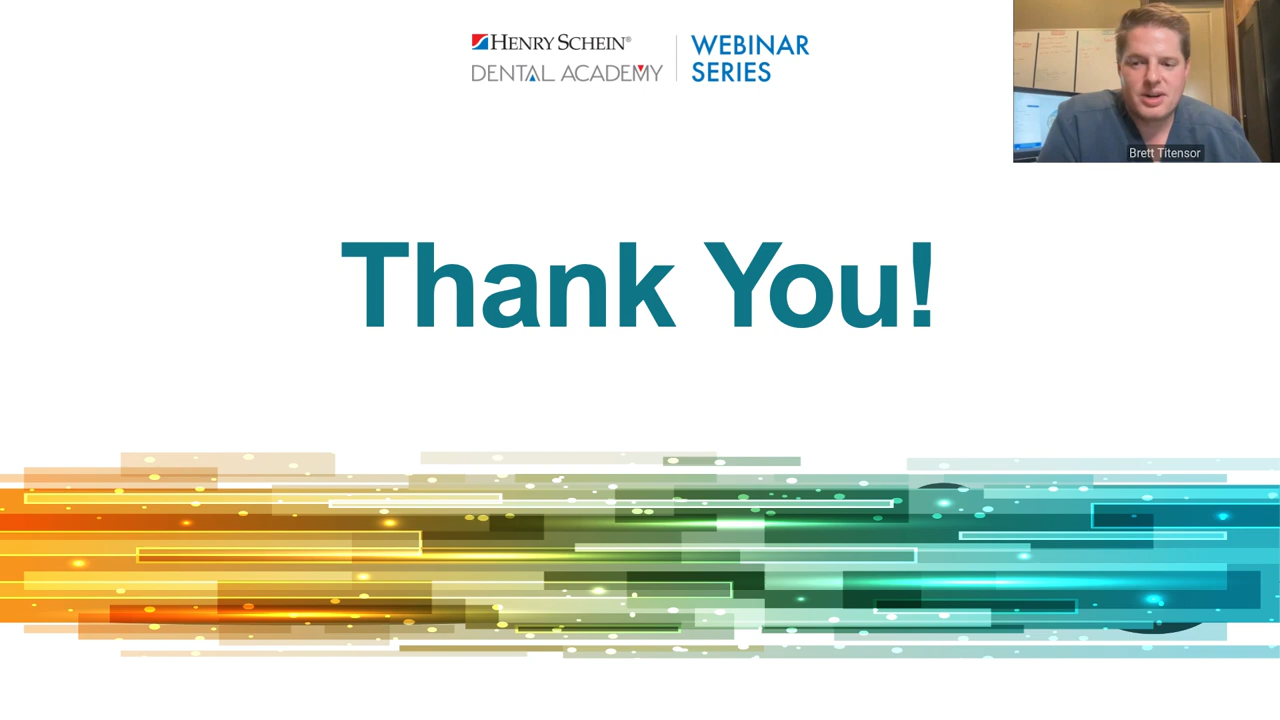 HENRY SCHEIN®
DENTAL ACADEMY
WEBINAR
SERIES
Brett Titensor
Thank You!